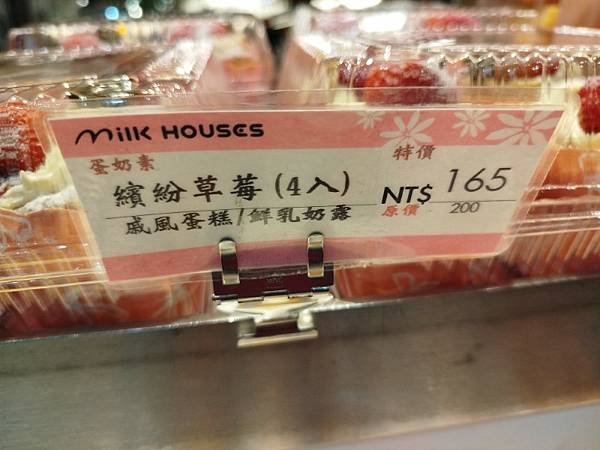 milk HOUSES
蛋奶素
特價
繽紛草莓(4入)
NT$ 165
戚風蛋糕/鮮乳奶露
原價 200